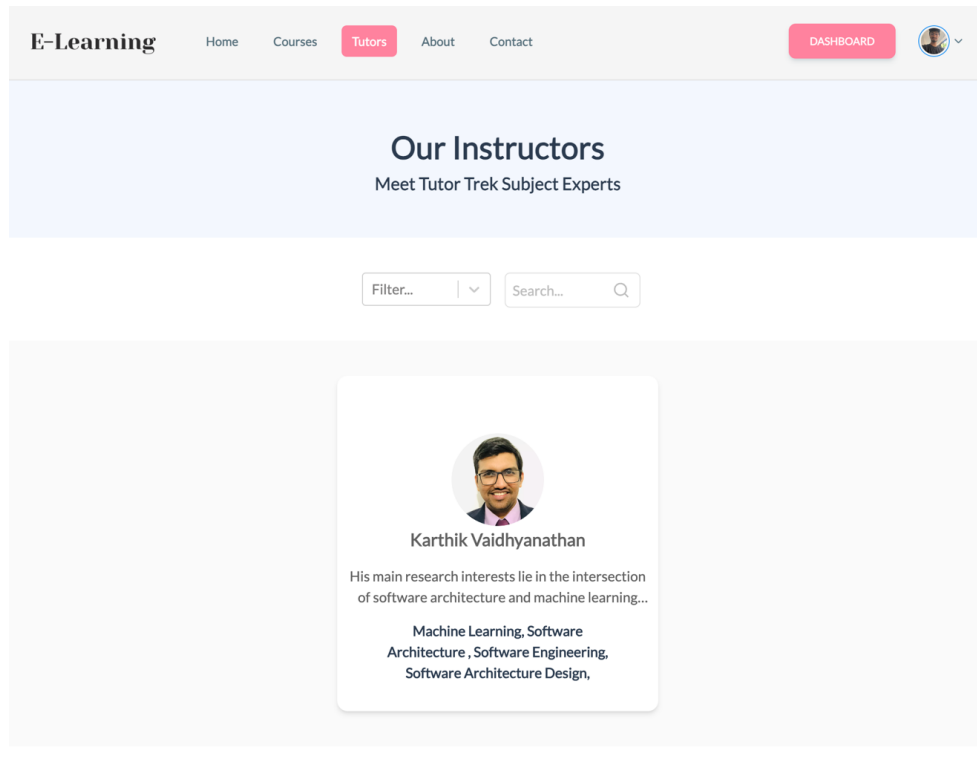 E-Learning Home Courses Tutors About Contact DASHBOARD
Our Instructors
Meet Tutor Trek Subject Experts
Filter... Search...
Karthik Vaidhyanathan
His main research interests lie in the intersection
of software architecture and machine learning...
Machine Learning, Software
Architecture , Software Engineering,
Software Architecture Design,